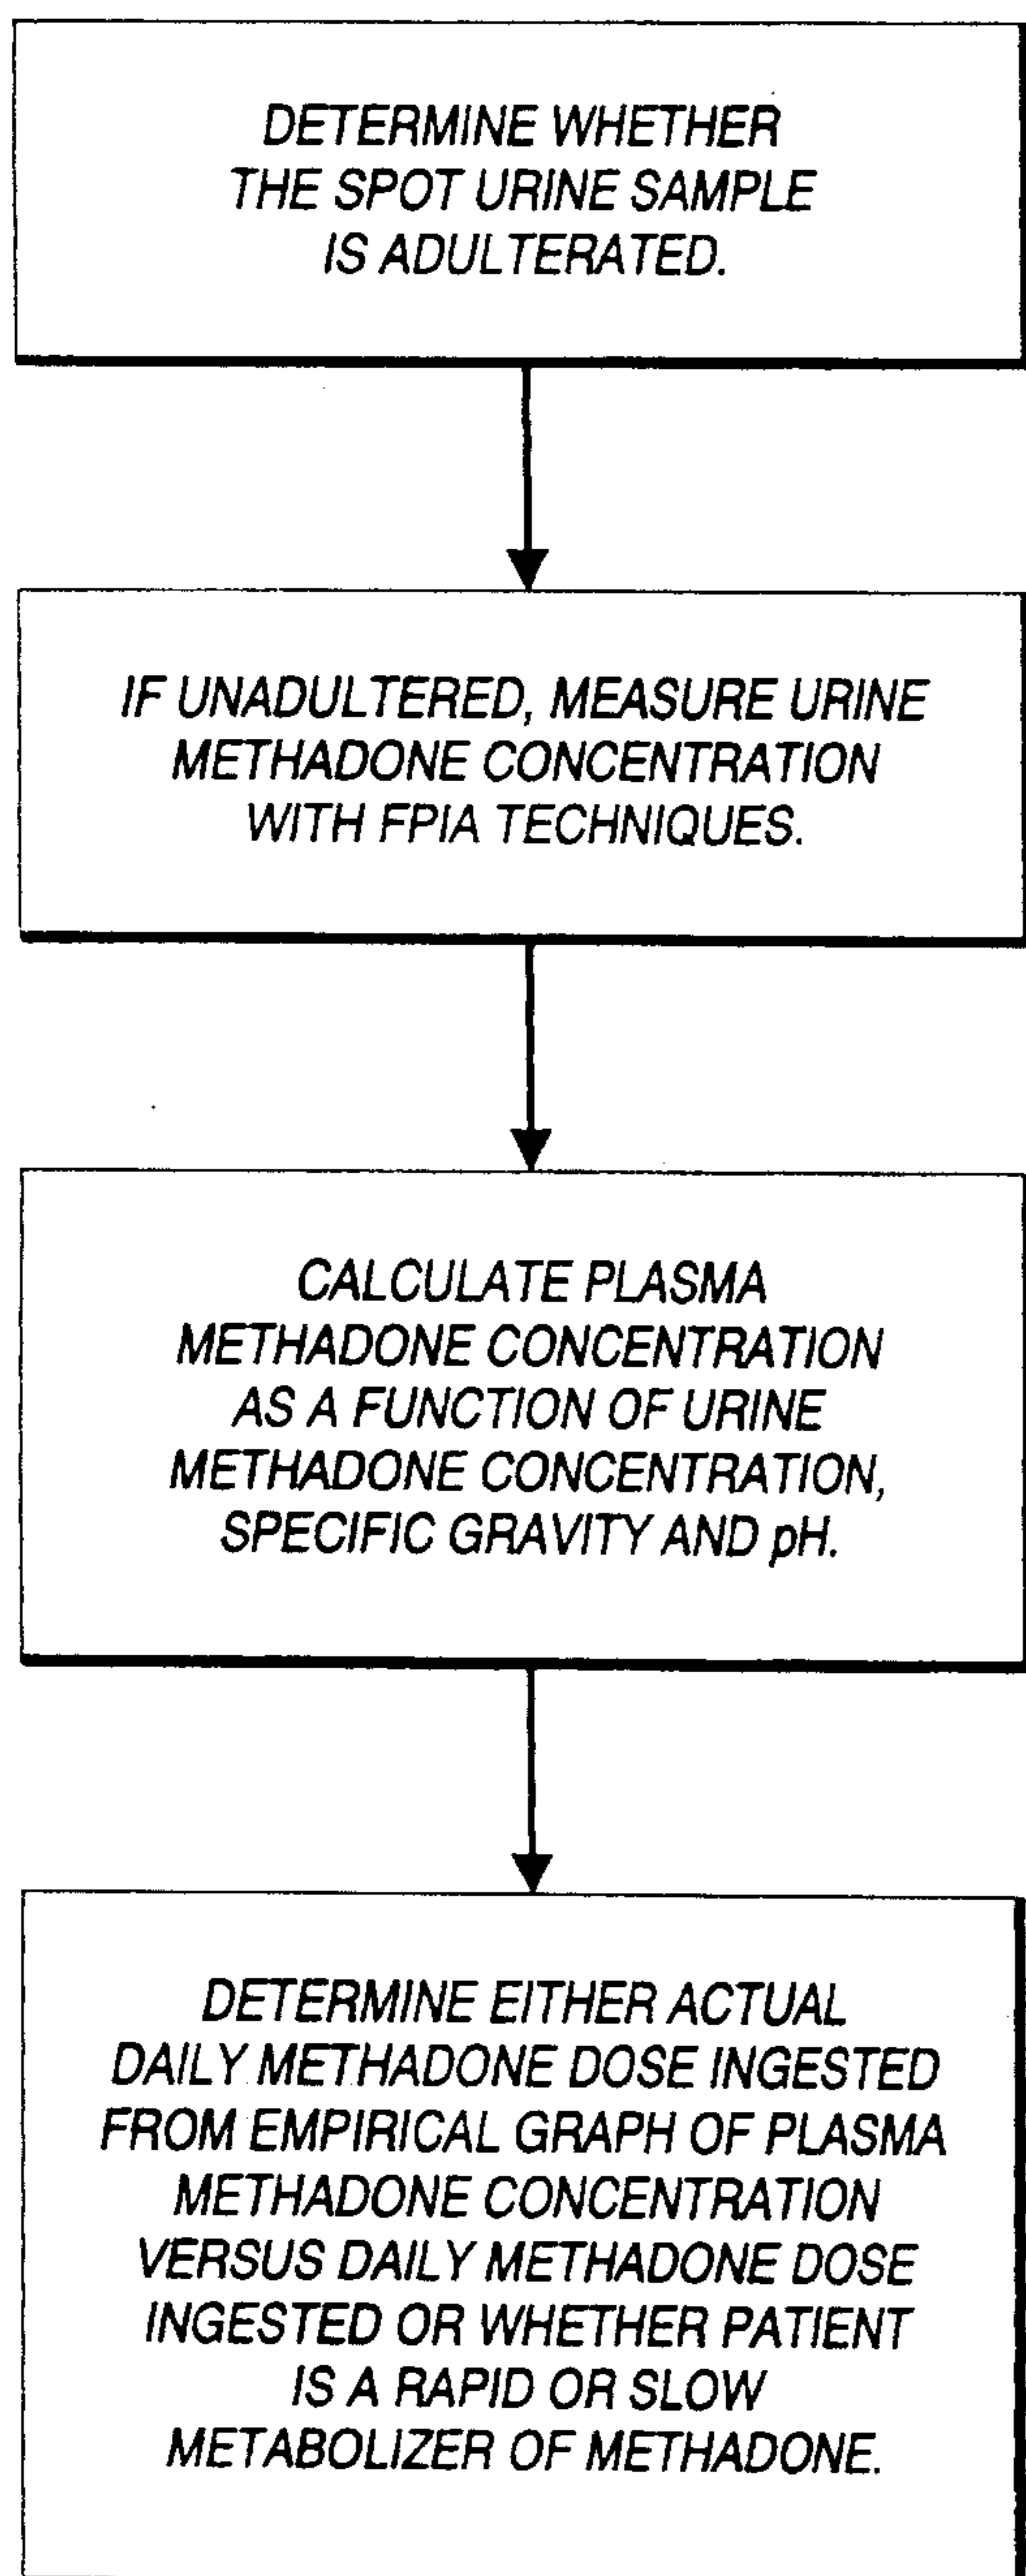 DETERMINE WHETHER
THE SPOT URINE SAMPLE
IS ADULTERATED.
IF UNADULTERED, MEASURE URINE
METHADONE CONCENTRATION
WITH FPIA TECHNIQUES.
CALCULATE PLASMA
METHADONE CONCENTRATION
AS A FUNCTION OF URINE
METHADONE CONCENTRATION,
SPECIFIC GRAVITY AND pH.
DETERMINE EITHER ACTUAL
DAILY METHADONE DOSE INGESTED
FROM EMPIRICAL GRAPH OF PLASMA
METHADONE CONCENTRATION
VERSUS DAILY METHADONE DOSE
INGESTED OR WHETHER PATIENT
IS A RAPID OR SLOW
METABOLIZER OF METHADONE.